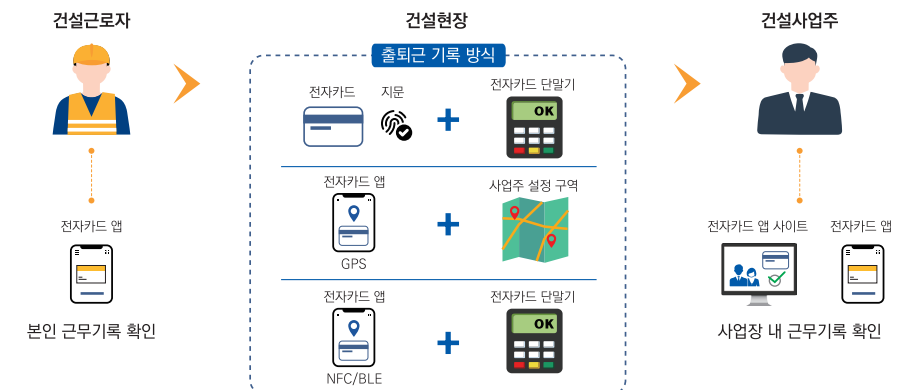 건설근로자
건설현장
건설사업주
출퇴근 기록 방식
전자카드
지문
전자카드 단말기
OK
전자카드 앱
GPS
사업주 설정 구역
전자카드 앱
NFC/BLE
전자카드 단말기
OK
전자카드 앱
본인 근무기록 확인
전자카드 앱 사이트
전자카드 앱
사업장 내 근무기록 확인